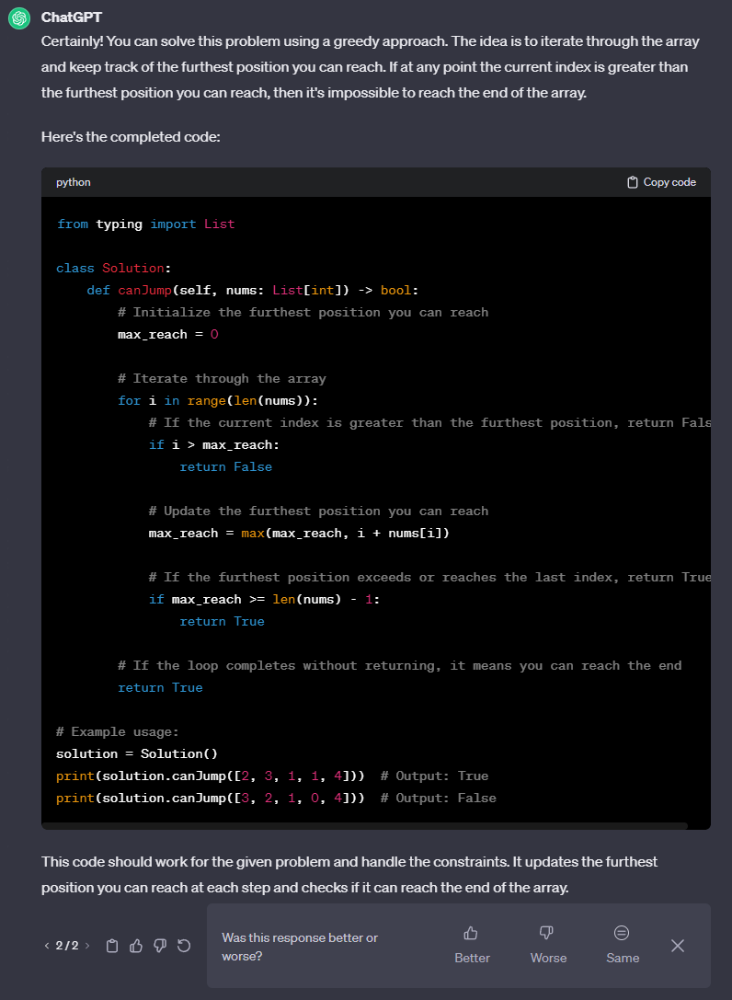 ChatGPT
Certainly! You can solve this problem using a greedy approach. The idea is to iterate through the array
and keep track of the furthest position you can reach. If at any point the current index is greater than
the furthest position you can reach, then it's impossible to reach the end of the array.
Here's the completed code:
python
Copy code
from typing import List
class Solution:
    def canJump(self, nums: List[int]) -> bool:
        # Initialize the furthest position you can reach
        max_reach = 0
        # Iterate through the array
        for i in range(len(nums)):
            # If the current index is greater than the furthest position, return Fals
            if i > max_reach:
                return False
            # Update the furthest position you can reach
            max_reach = max(max_reach, i + nums[i])
            # If the furthest position exceeds or reaches the last index, return True
            if max_reach >= len(nums) - 1:
                return True
        # If the loop completes without returning, it means you can reach the end
        return True
# Example usage:
solution = Solution()
print(solution.canJump([2, 3, 1, 1, 4]))  # Output: True
print(solution.canJump([3, 2, 1, 0, 4]))  # Output: False
This code should work for the given problem and handle the constraints. It updates the furthest
position you can reach at each step and checks if it can reach the end of the array.
< 2 / 2 >
Was this response better or
worse?
Better
Worse
Same